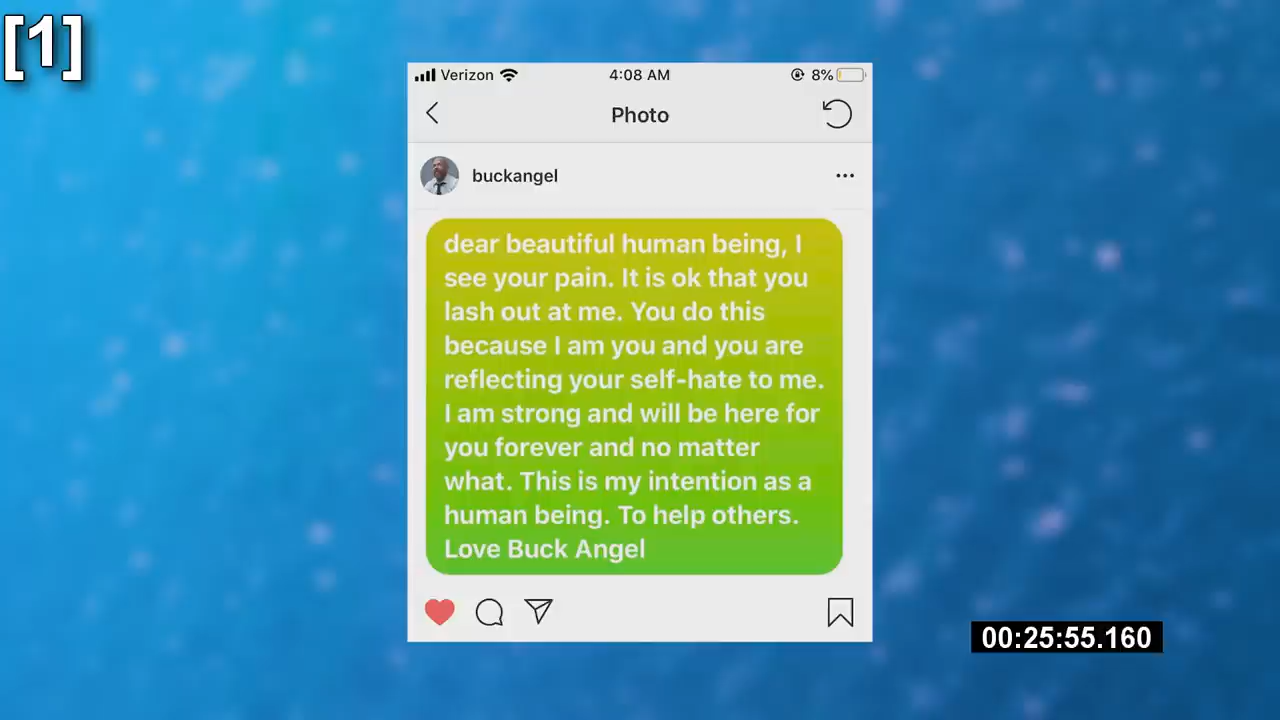 [1]
Verizon 4:08 AM 8%
Photo
buckangel
dear beautiful human being, I
see your pain. It is ok that you
lash out at me. You do this
because I am you and you are
reflecting your self-hate to me.
I am strong and will be here for
you forever and no matter
what. This is my intention as a
human being. To help others.
Love Buck Angel
00:25:55.160